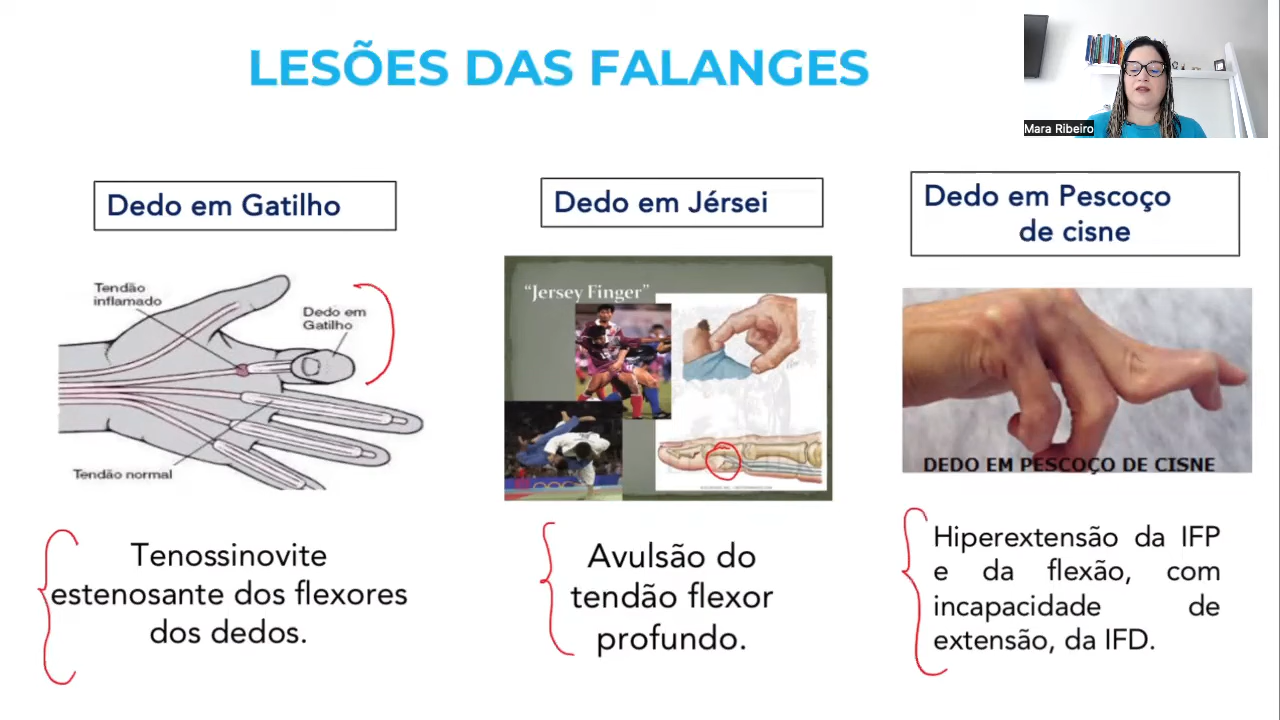 LESÕES DAS FALANGES
Mara Ribeiro
Dedo em Gatilho
Dedo em Jérsei
Dedo em Pescoço
de cisne
Tendão
inflamado
Dedo em
Gatilho
Tendão normal
"Jersey Finger"
DEDO EM PESCOÇO DE CISNE
Tenossinovite
estenosante dos flexores
dos dedos.
Avulsão do
tendão flexor
profundo.
Hiperextensão da IFP
e da flexão, com
incapacidade de
extensão, da IFD.